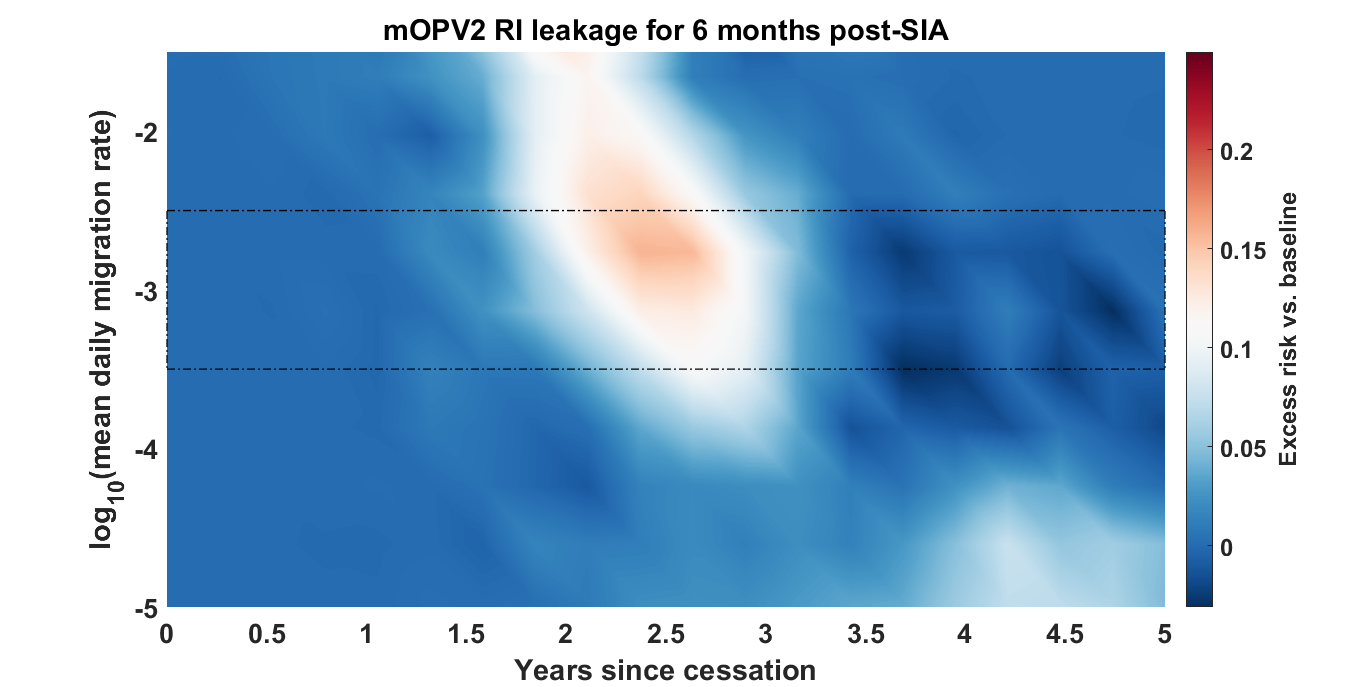 mOPV2 RI leakage for 6 months post-SIA
log10(mean daily migration rate)
-2
-3
-4
-5
0 0.5 1 1.5 2 2.5 3 3.5 4 4.5 5
Years since cessation
0.2
0.15
0.1
0.05
0
Excess risk vs. baseline